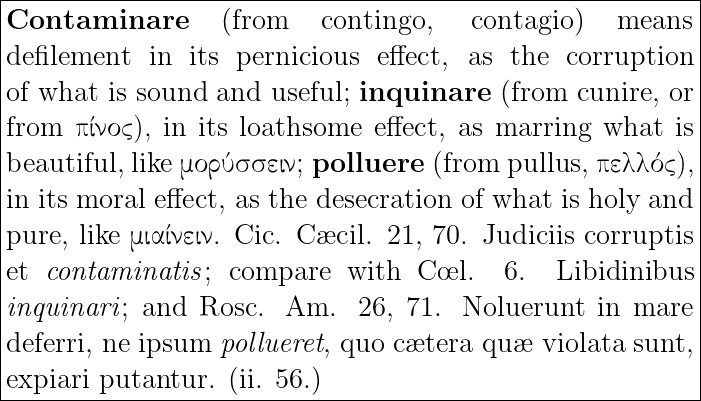 Contaminare (from contingo, contagio) means
defilement in its pernicious effect, as the corruption
of what is sound and useful; inquinare (from cunire, or
from πίνος), in its loathsome effect, as marring what is
beautiful, like μορύσσειν; polluere (from pullus, πελλός),
in its moral effect, as the desecration of what is holy and
pure, like μιαίνειν. Cic. Cæcil. 21, 70. Judiciis corruptis
et contaminatis; compare with Cœl. 6. Libidinibus
inquinari; and Rosc. Am. 26, 71. Noluerunt in mare
deferri, ne ipsum pollueret, quo cætera quæ violata sunt,
expiari putantur. (ii. 56.)